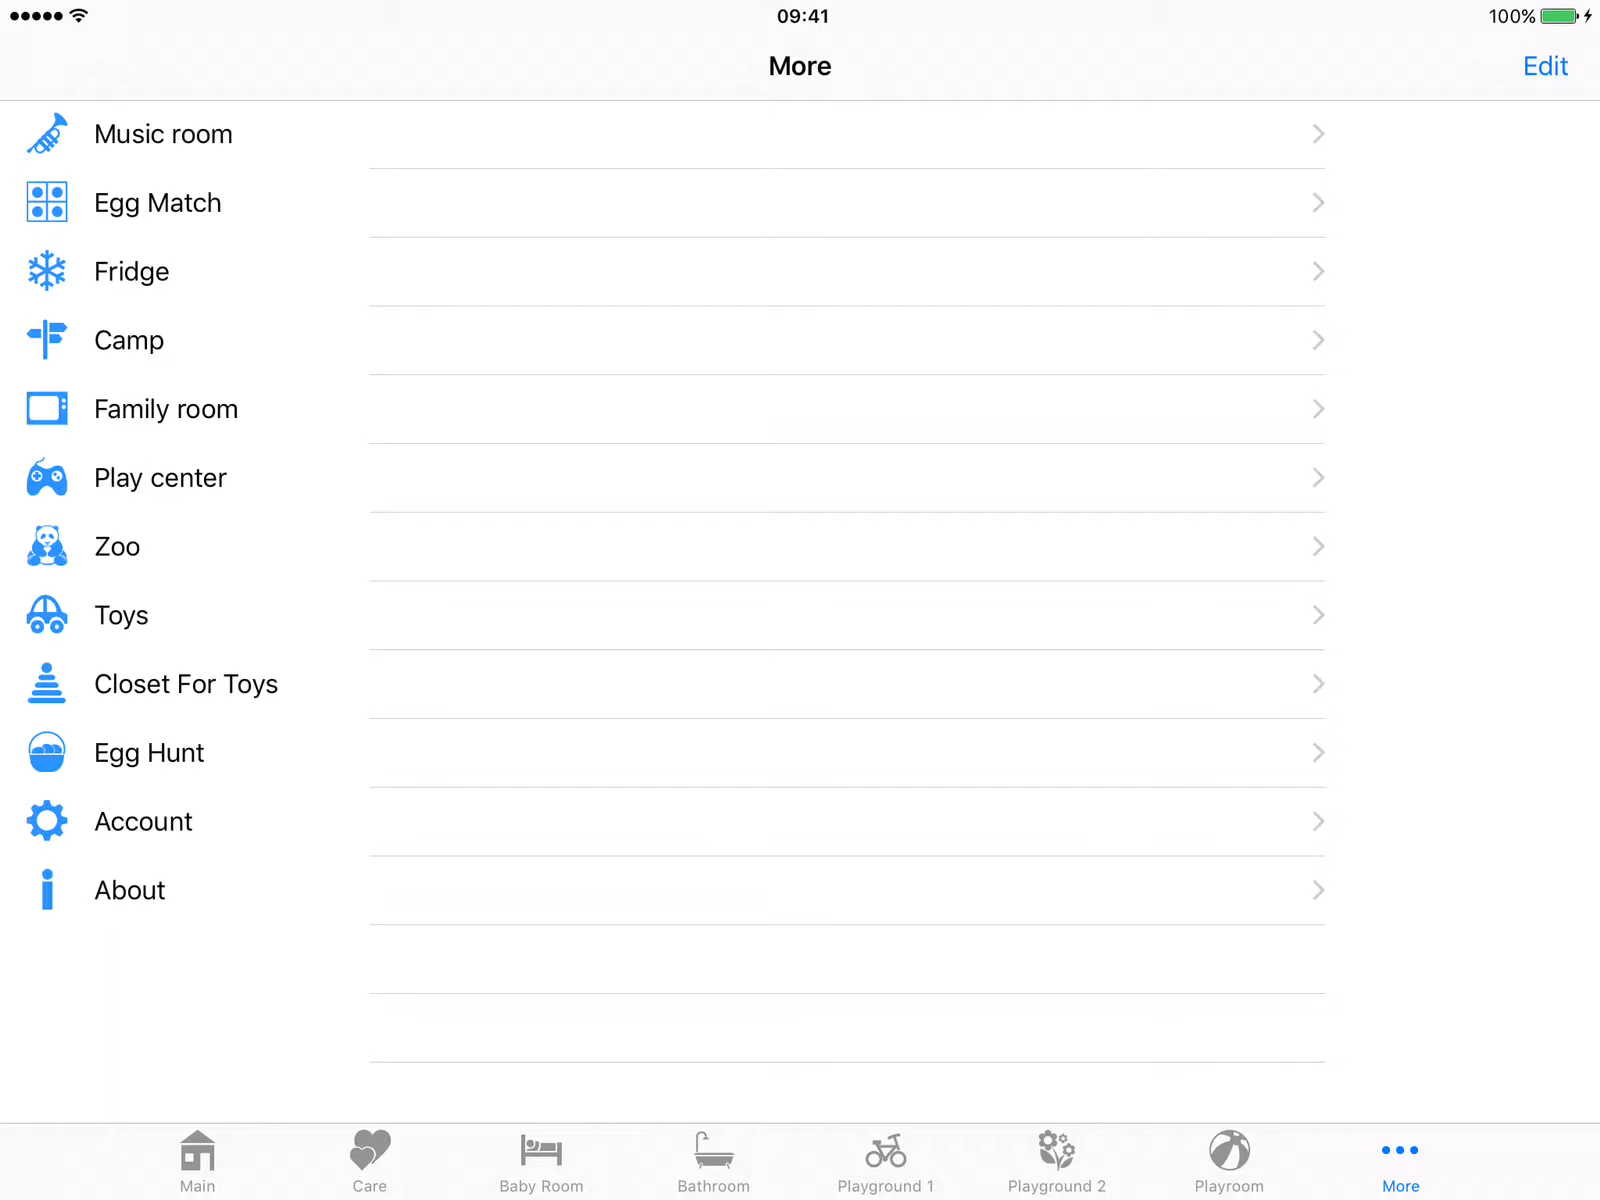 09:41
100%
More
Edit
Music room
Egg Match
Fridge
Camp
Family room
Play center
Zoo
Toys
Closet For Toys
Egg Hunt
Account
About
Main
Care
Baby Room
Bathroom
Playground 1
Playground 2
Playroom
More